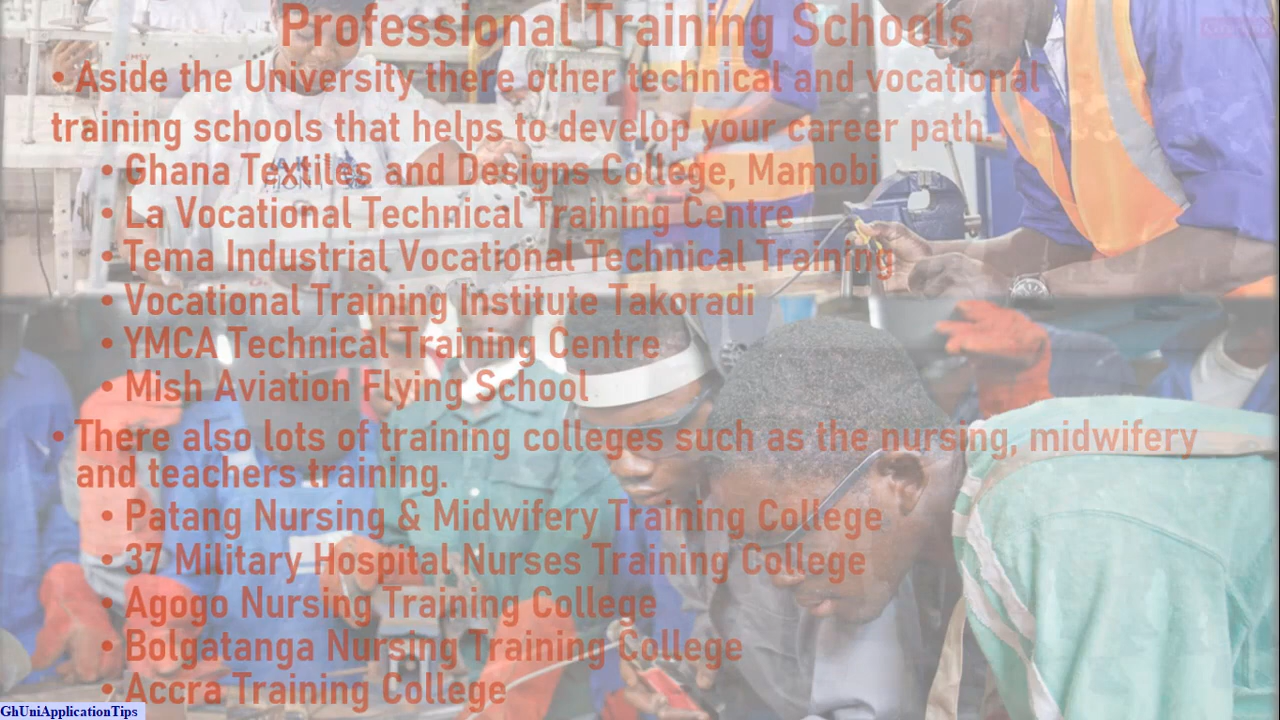 Professional Training Schools
• Aside the University there other technical and vocational
training schools that helps to develop your career path.
• Ghana Textiles and Designs College, Mamobi
• La Vocational Technical Training Centre
• Tema Industrial Vocational Technical Training
• Vocational Training Institute Takoradi
• YMCA Technical Training Centre
• Mish Aviation Flying School
• There also lots of training colleges such as the nursing, midwifery
and teachers training.
• Patang Nursing & Midwifery Training College
• 37 Military Hospital Nurses Training College
• Agogo Nursing Training College
• Bolgatanga Nursing Training College
• Accra Training College
GhUniApplicationTips